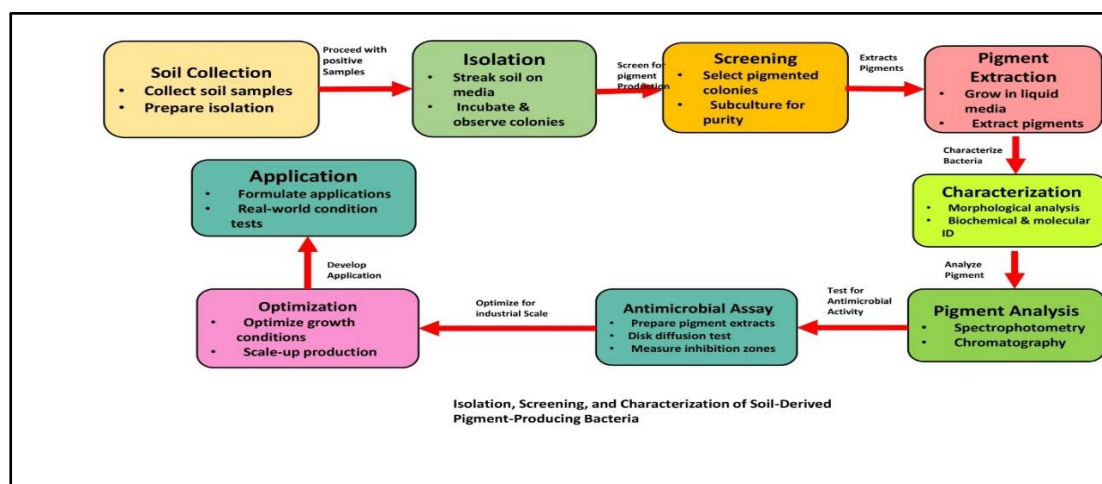 Soil Collection
• Collect soil samples
• Prepare isolation
Proceed with
positive
Samples
Isolation
• Streak soil on
media
• Incubate &
observe colonies
Screen for
pigment
Production
Screening
• Select pigmented
colonies
• Subculture for
purity
Extracts
Pigments
Pigment
Extraction
• Grow in liquid
media
• Extract pigments
Characterize
Bacteria
Characterization
• Morphological analysis
• Biochemical & molecular
ID
Analyze
Pigment
Pigment Analysis
• Spectrophotometry
• Chromatography
Test for
Antimicrobial
Activity
Antimicrobial Assay
• Prepare pigment extracts
• Disk diffusion test
• Measure inhibition zones
Optimize for
industrial Scale
Optimization
• Optimize growth
conditions
• Scale-up production
Develop
Application
Application
• Formulate applications
• Real-world condition
tests
Isolation, Screening, and Characterization of Soil-Derived
Pigment-Producing Bacteria